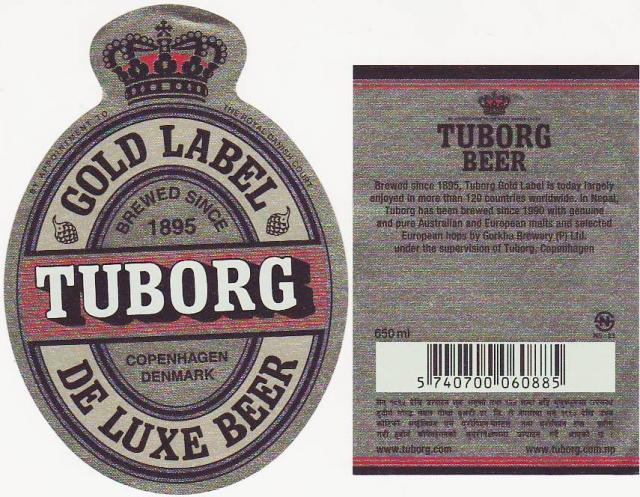 BY APPOINTMENT TO THE ROYAL DANISH COURT
GOLD LABEL
BREWED SINCE
1895
TUBORG
COPENHAGEN
DENMARK
DE LUXE BEER
TUBORG
BEER
Brewed since 1895, Tuborg Gold Label is today largely
enjoyed in more than 120 countries worldwide. In Nepal,
Tuborg has been brewed since 1990 with genuine
and pure Australian and European malts and selected
European hops by Gorkha Brewery (P) Ltd.
under the supervision of Tuborg, Copenhagen
650 ml
5 740700 060885
www.tuborg.com www.tuborg.com.np